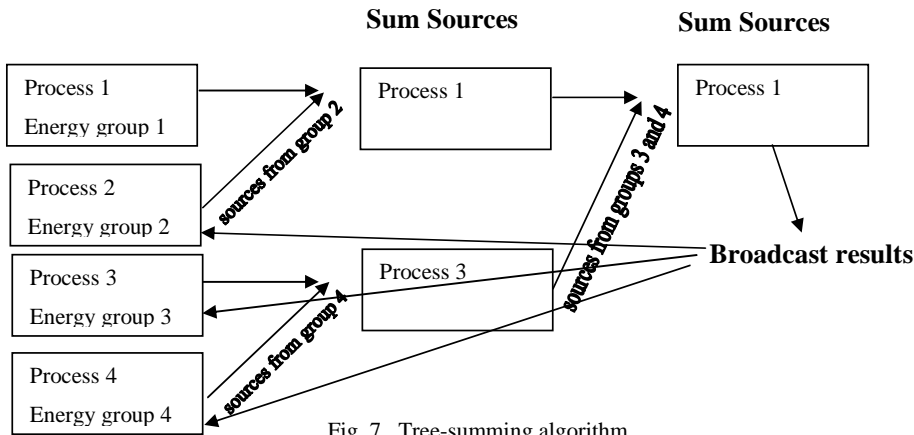 Sum Sources
Sum Sources
Process 1
Energy group 1
Process 1
Process 1
sources from group 2
sources from groups 3 and 4
Process 2
Energy group 2
Broadcast results
Process 3
Energy group 3
Process 3
sources from group 4
Process 4
Energy group 4
Fig. 7 Tree-summing algorithm